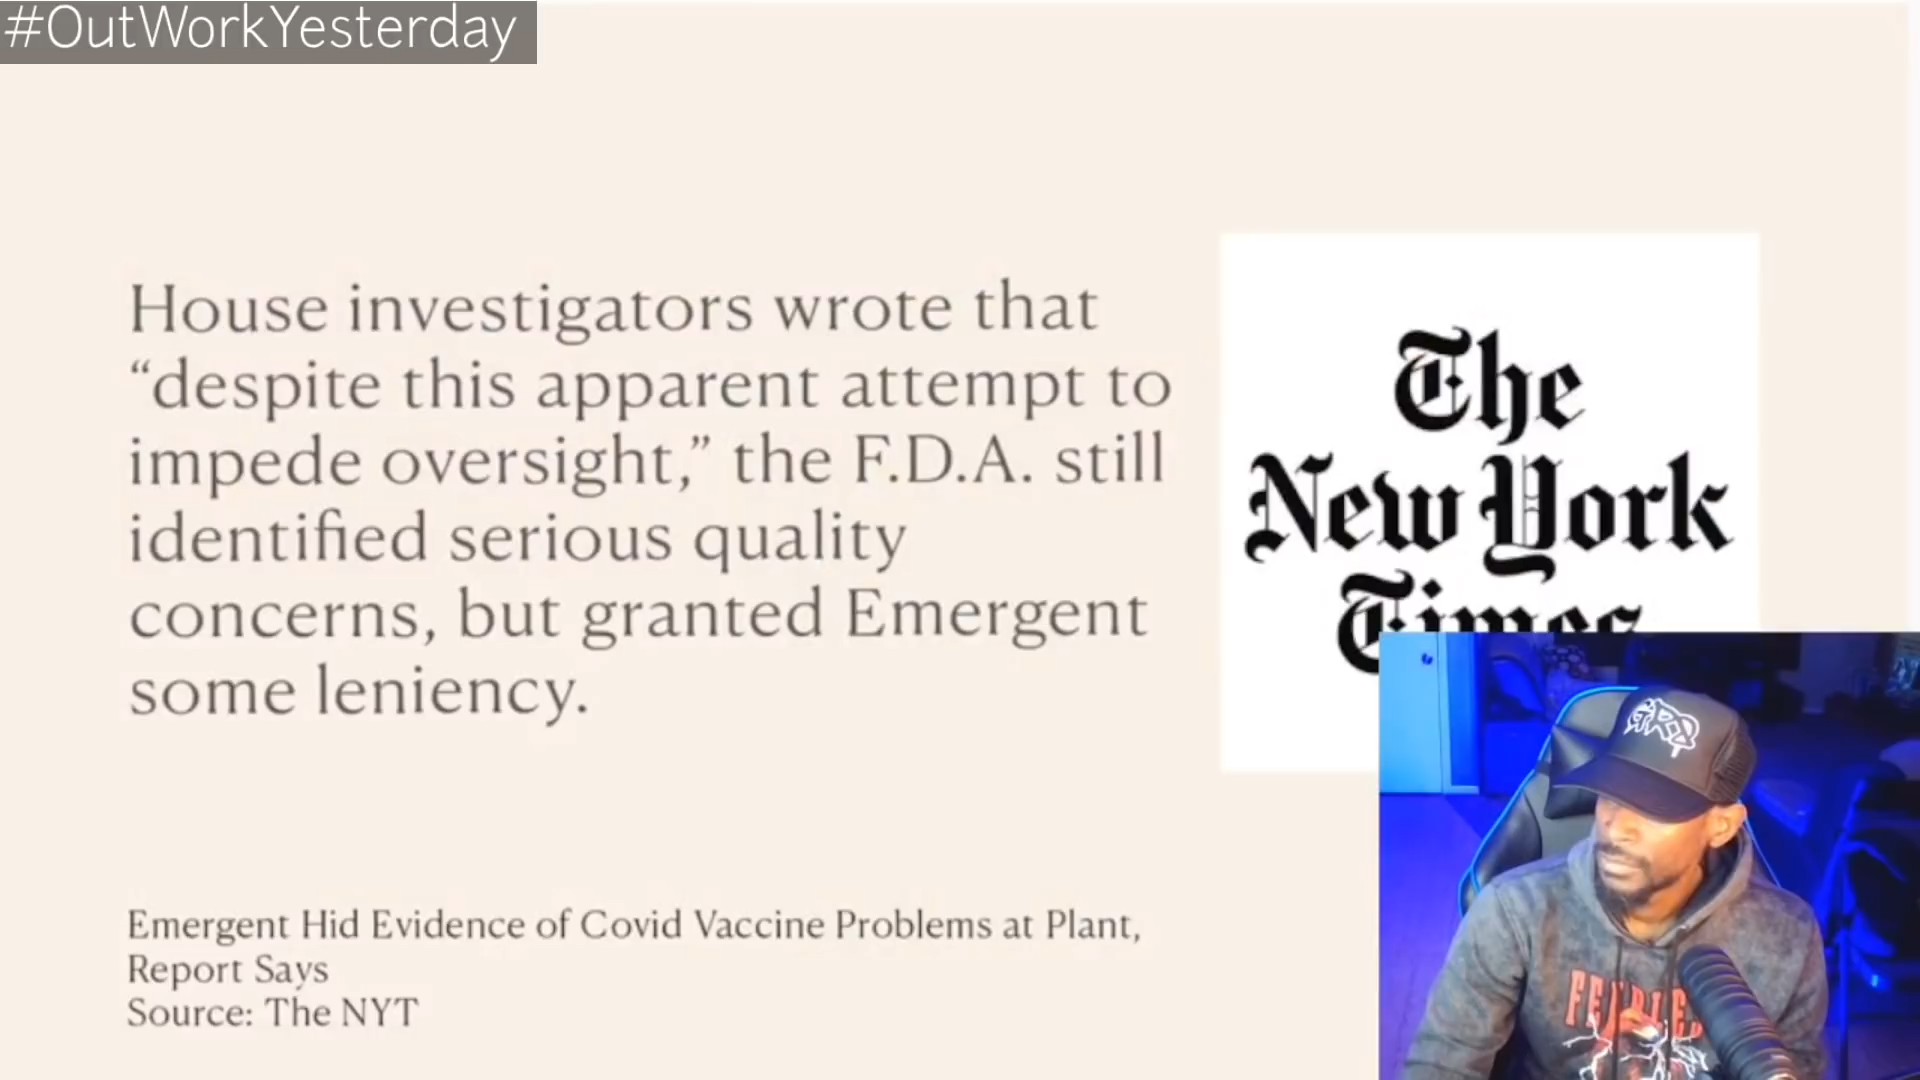 #OutWorkYesterday
House investigators wrote that
“despite this apparent attempt to
impede oversight,” the F.D.A. still
identified serious quality
concerns, but granted Emergent
some leniency.
The
New York
Times
Emergent Hid Evidence of Covid Vaccine Problems at Plant,
Report Says
Source: The NYT
GRD